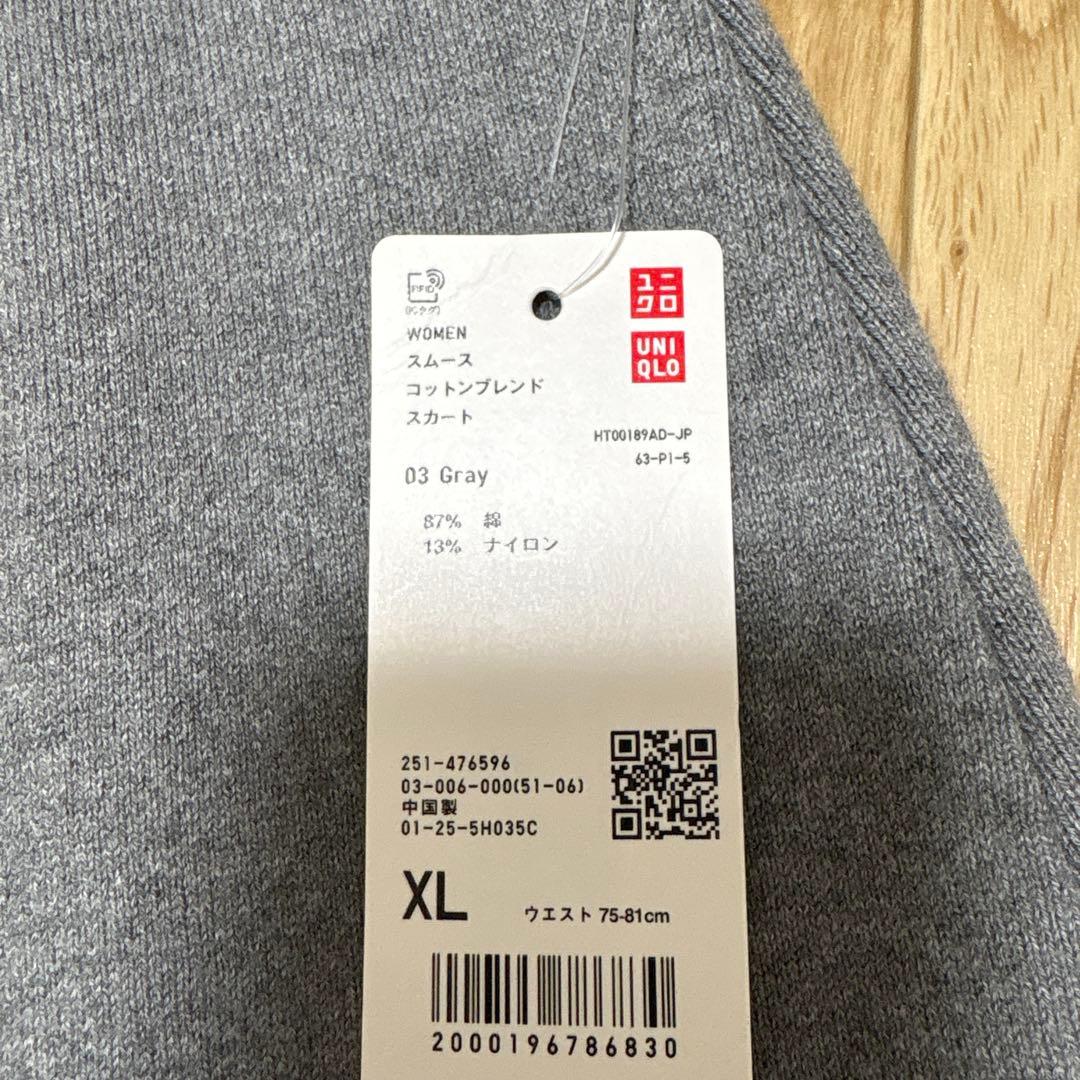 RFID
(ICタグ)
ユニ
クロ
UNI
QLO
WOMEN
スムース
コットンブレンド
スカート
HT00189AD-JP
63-P1-5
03 Gray
87% 綿
13% ナイロン
251-476596
03-006-000(51-06)
中国製
01-25-5H035C
XL
ウエスト 75-81cm
2000196786830